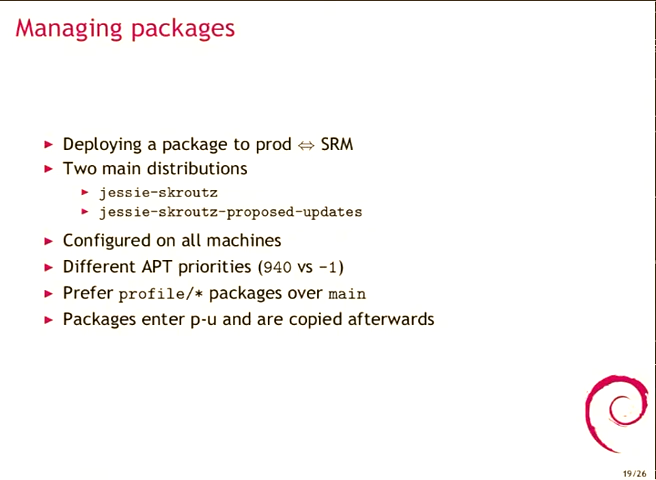 Managing packages
▶ Deploying a package to prod ⇔ SRM
▶ Two main distributions
▶ jessie-skroutz
▶ jessie-skroutz-proposed-updates
▶ Configured on all machines
▶ Different APT priorities (940 vs -1)
▶ Prefer profile/* packages over main
▶ Packages enter p-u and are copied afterwards
19/26